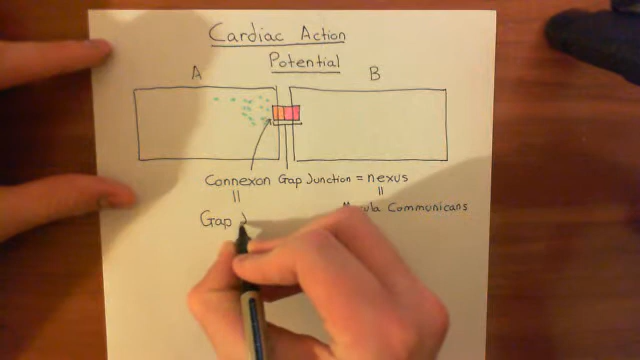 Cardiac Action
Potential
A B
Connexon Gap Junction = nexus
= =
Gap J Communicans